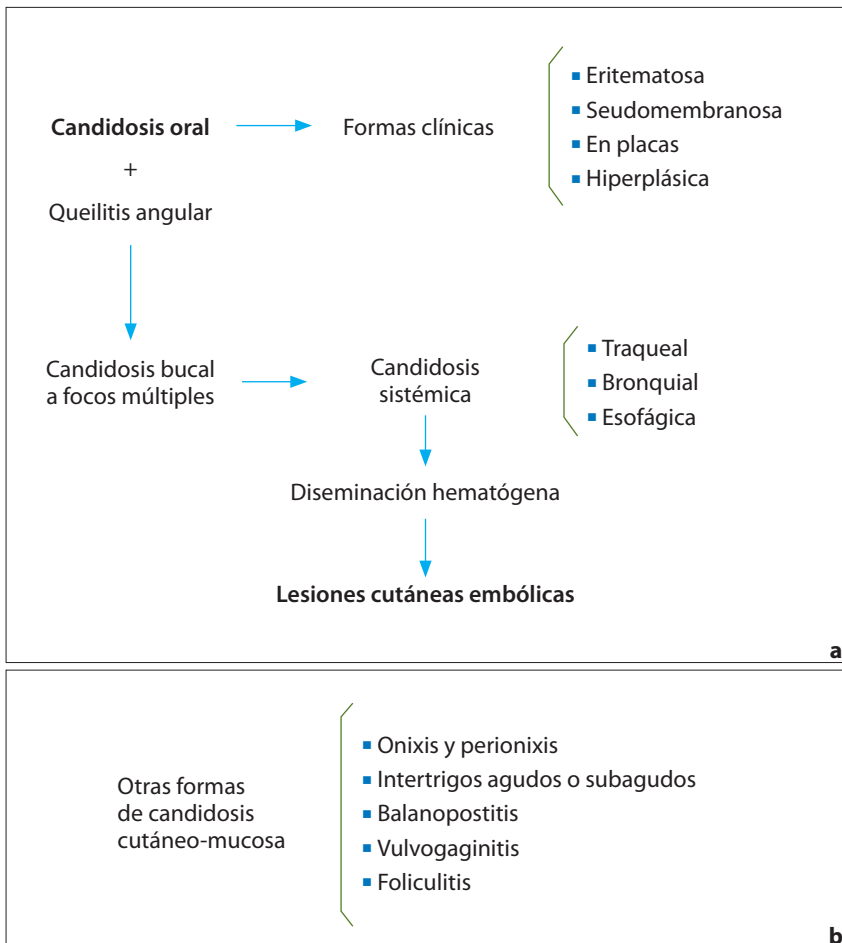 Candidosis oral
+
Queilitis angular
Formas clínicas
▪ Eritematosa
▪ Seudomembranosa
▪ En placas
▪ Hiperplásica
Candidosis bucal
a focos múltiples
Candidosis
sistémica
▪ Traqueal
▪ Bronquial
▪ Esofágica
Diseminación hematógena
Lesiones cutáneas embólicas
a
Otras formas
de candidosis
cutáneo-mucosa
▪ Onixis y perionixis
▪ Intertrigos agudos o subagudos
▪ Balanopostitis
▪ Vulvogaginitis
▪ Foliculitis
b